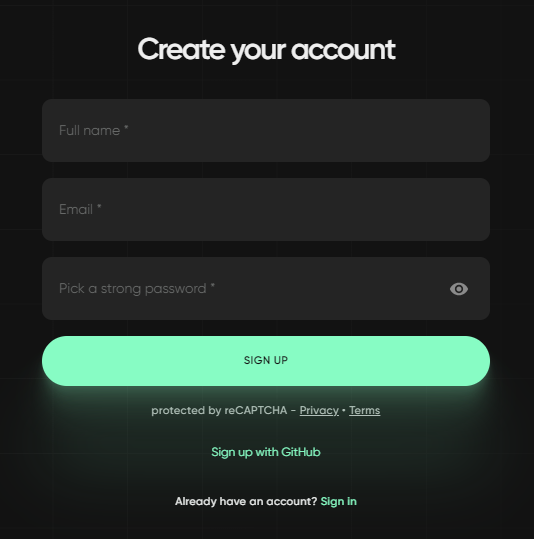 Create your account
Full name *
Email *
Pick a strong password *
SIGN UP
protected by reCAPTCHA - Privacy • Terms
Sign up with GitHub
Already have an account? Sign in